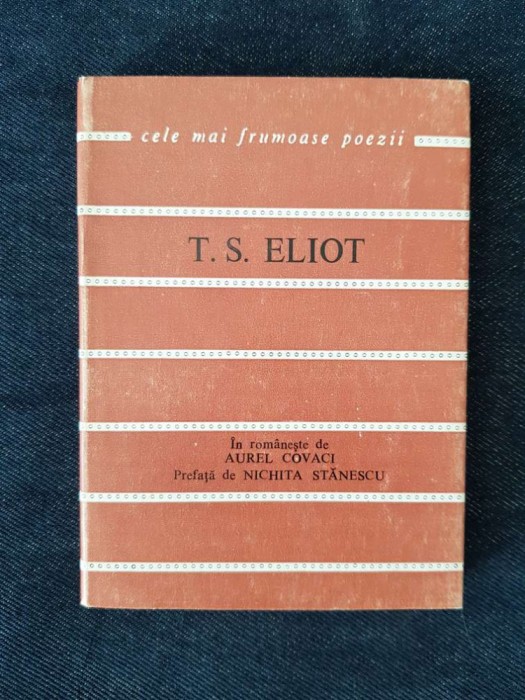 cele mai frumoase poezii
T. S. ELIOT
În românește de
AUREL COVACI
Prefață de NICHITA STĂNESCU